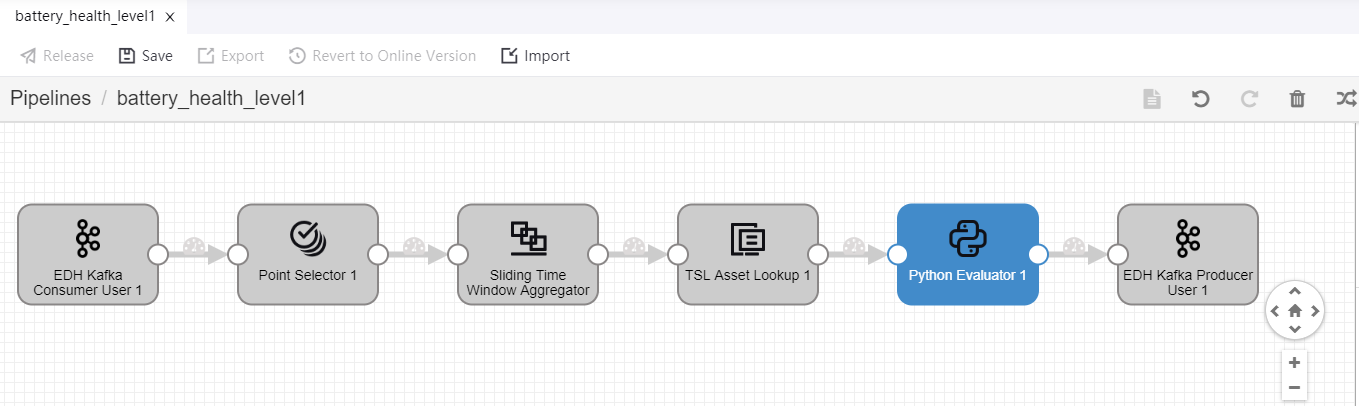 battery_health_level1 x
Release Save Export Revert to Online Version Import
Pipelines / battery_health_level1
EDH Kafka
Consumer User 1
Point Selector 1
Sliding Time
Window Aggregator
TSL Asset Lookup 1
Python Evaluator 1
EDH Kafka Producer
User 1